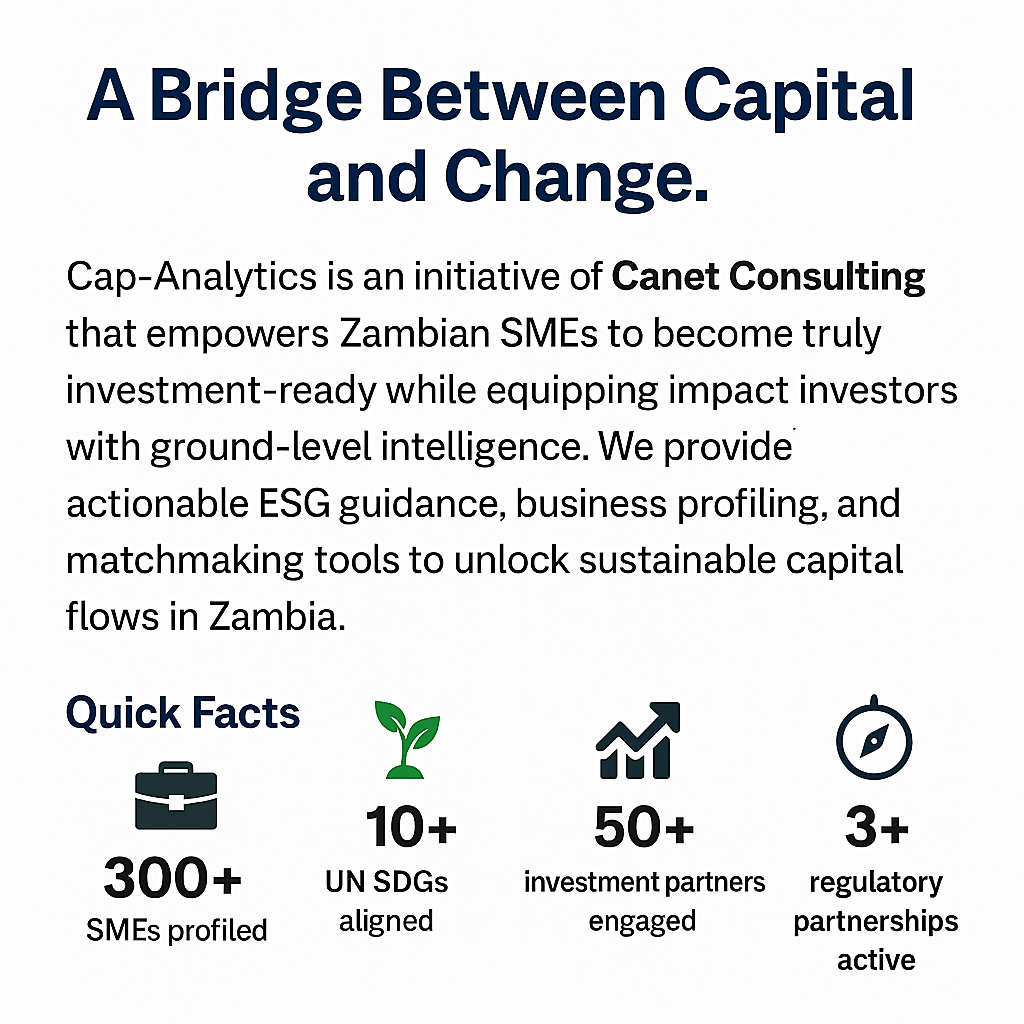 A Bridge Between Capital
and Change.
Cap-Analytics is an initiative of Canet Consulting
that empowers Zambian SMEs to become truly
investment-ready while equipping impact investors
with ground-level intelligence. We provide
actionable ESG guidance, business profiling, and
matchmaking tools to unlock sustainable capital
flows in Zambia.
Quick Facts
300+
SMEs profiled
10+
UN SDGs
aligned
50+
investment partners
engaged
3+
regulatory
partnerships
active